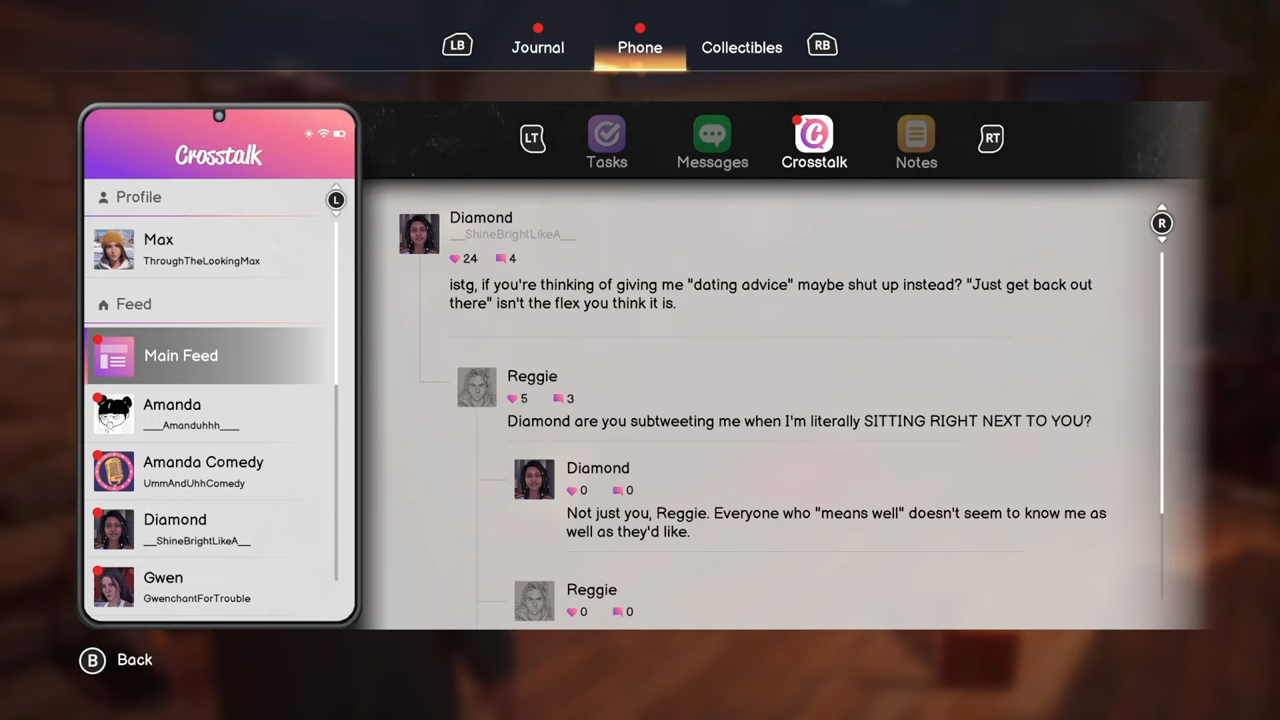 LB Journal Phone Collectibles RB
Crosstalk
Profile
L
Max
ThroughTheLookingMax
Feed
Main Feed
Amanda
____Amanduhhh____
Amanda Comedy
UmmAndUhhComedy
Diamond
__ShineBrightLikeA__
Gwen
GwenchantForTrouble
LT Tasks Messages Crosstalk Notes RT
R
Diamond
__ShineBrightLikeA__
24 4
istg, if you're thinking of giving me "dating advice" maybe shut up instead? "Just get back out
there" isn't the flex you think it is.
Reggie
5 3
Diamond are you subtweeting me when I'm literally SITTING RIGHT NEXT TO YOU?
Diamond
0 0
Not just you, Reggie. Everyone who "means well" doesn't seem to know me as
well as they'd like.
Reggie
0 0
B Back